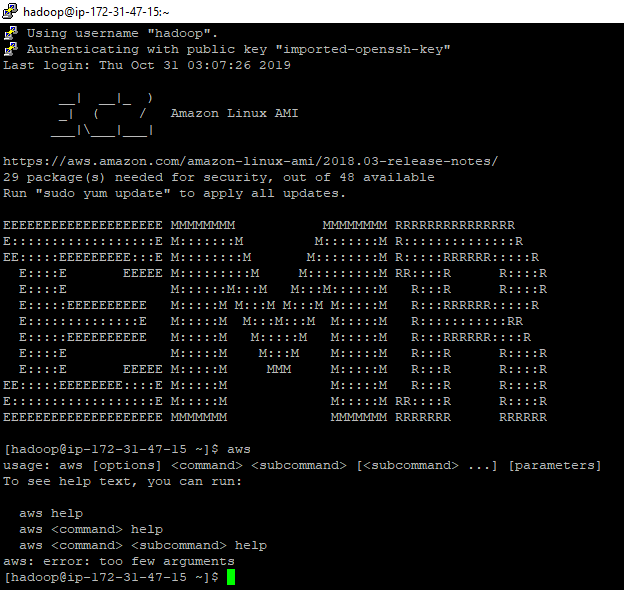 hadoop@ip-172-31-47-15:~
Using username "hadoop".
Authenticating with public key "imported-openssh-key"
Last login: Thu Oct 31 03:07:26 2019

       __|  __|_  )
       _|  (     /   Amazon Linux AMI
      ___|\___|___|

https://aws.amazon.com/amazon-linux-ami/2018.03-release-notes/
29 package(s) needed for security, out of 48 available
Run "sudo yum update" to apply all updates.

EEEEEEEEEEEEEEEEEEEE MMMMMMMM           MMMMMMMM RRRRRRRRRRRRRRR
E::::::::::::::::::E M:::::::M         M:::::::M R::::::::::::::R
EE:::::EEEEEEEEE:::E M::::::::M       M::::::::M R:::::RRRRRR:::::R
  E::::E       EEEEE M:::::::::M     M:::::::::M RR::::R      R::::R
  E::::E             M::::::M:::M   M:::M::::::M   R:::R      R::::R
  E:::::EEEEEEEEEE   M:::::M M:::M M:::M M:::::M   R:::RRRRRR:::::R
  E::::::::::::::E   M:::::M  M:::M:::M  M:::::M   R:::::::::::RR
  E:::::EEEEEEEEEE   M:::::M   M:::::M   M:::::M   R:::RRRRRR::::R
  E::::E             M:::::M    M:::M    M:::::M   R:::R      R::::R
  E::::E       EEEEE M:::::M     MMM     M:::::M   R:::R      R::::R
EE:::::EEEEEEEE::::E M:::::M             M:::::M   R:::R      R::::R
E::::::::::::::::::E M:::::M             M:::::M RR::::R      R::::R
EEEEEEEEEEEEEEEEEEEE MMMMMMM             MMMMMMM RRRRRRR      RRRRRR

[hadoop@ip-172-31-47-15 ~]$ aws
usage: aws [options] <command> <subcommand> [<subcommand> ...] [parameters]
To see help text, you can run:

  aws help
  aws <command> help
  aws <command> <subcommand> help
aws: error: too few arguments
[hadoop@ip-172-31-47-15 ~]$